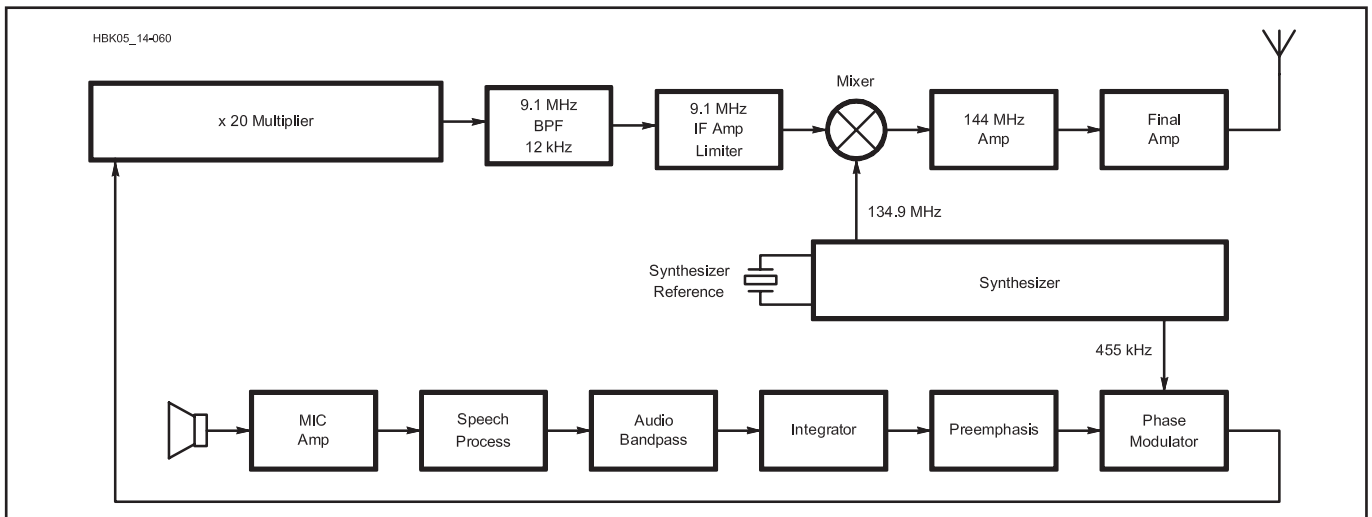 HBK05_14-060
x 20 Multiplier
9.1 MHz
BPF
12 kHz
9.1 MHz
IF Amp
Limiter
Mixer
144 MHz
Amp
Final
Amp
134.9 MHz
Synthesizer
Reference
Synthesizer
455 kHz
MIC
Amp
Speech
Process
Audio
Bandpass
Integrator
Preemphasis
Phase
Modulator